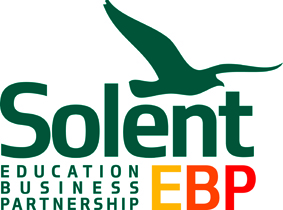 Solent
EDUCATION
BUSINESS
PARTNERSHIP
EBP